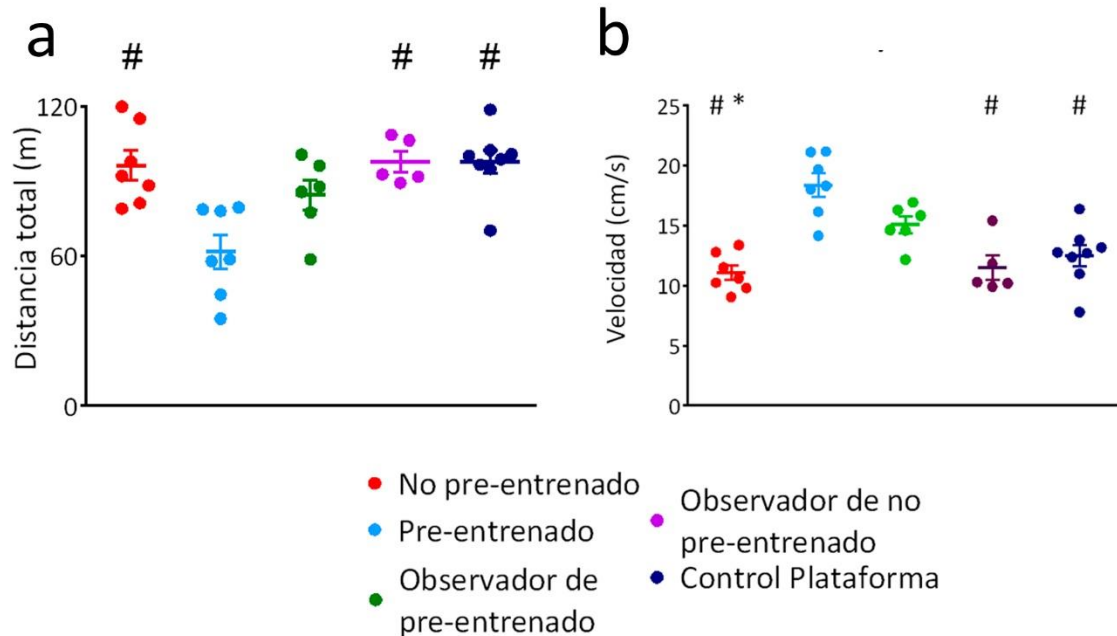 a
#
#
#
Distancia total (m)
120
60
0
b
# *
#
#
Velocidad (cm/s)
25
20
15
10
5
0
No pre-entrenado
Pre-entrenado
Observador de
pre-entrenado
Observador de no
pre-entrenado
Control Plataforma